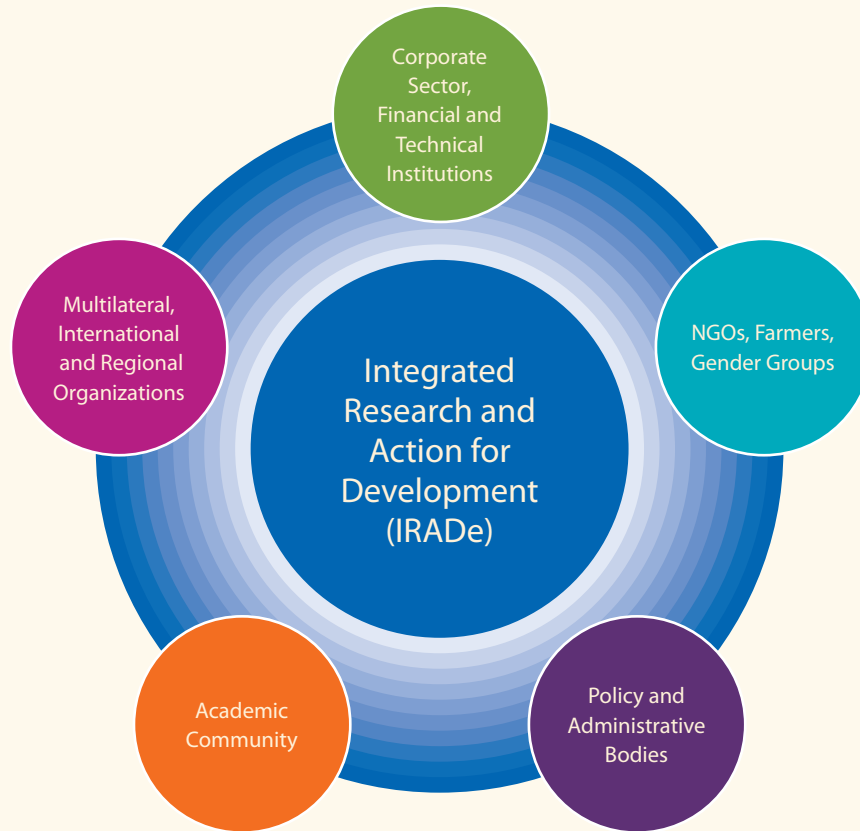 Corporate
Sector,
Financial and
Technical
Institutions
Multilateral,
International
and Regional
Organizations
NGOs, Farmers,
Gender Groups
Integrated
Research and
Action for
Development
(IRADe)
Academic
Community
Policy and
Administrative
Bodies